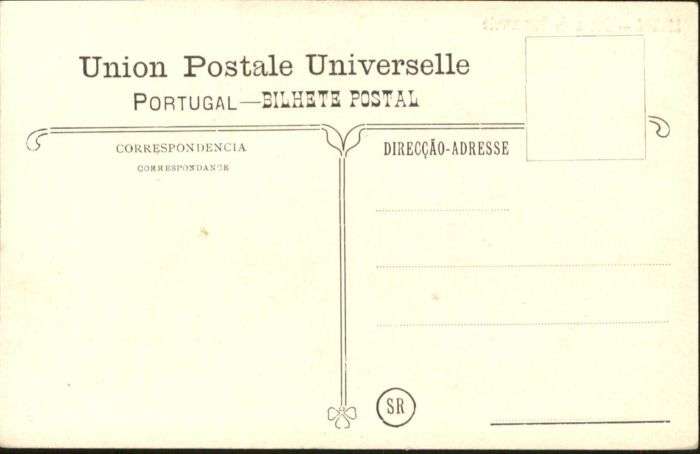 Union Postale Universelle
PORTUGAL—BILHETE POSTAL
CORRESPONDENCIA
CORRESPONDANCE
DIRECÇÃO-ADRESSE
SR